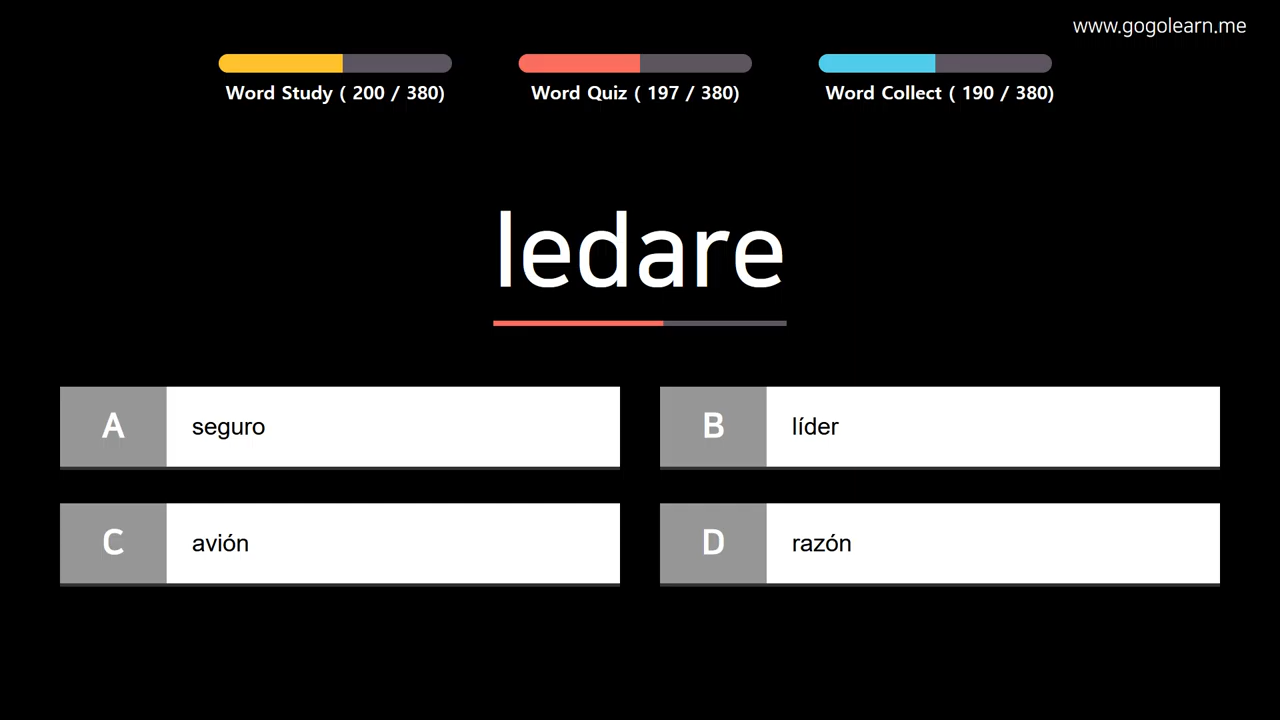 www.gogolearn.me
Word Study ( 200 / 380)
Word Quiz ( 197 / 380)
Word Collect ( 190 / 380)
ledare
A seguro
B líder
C avión
D razón